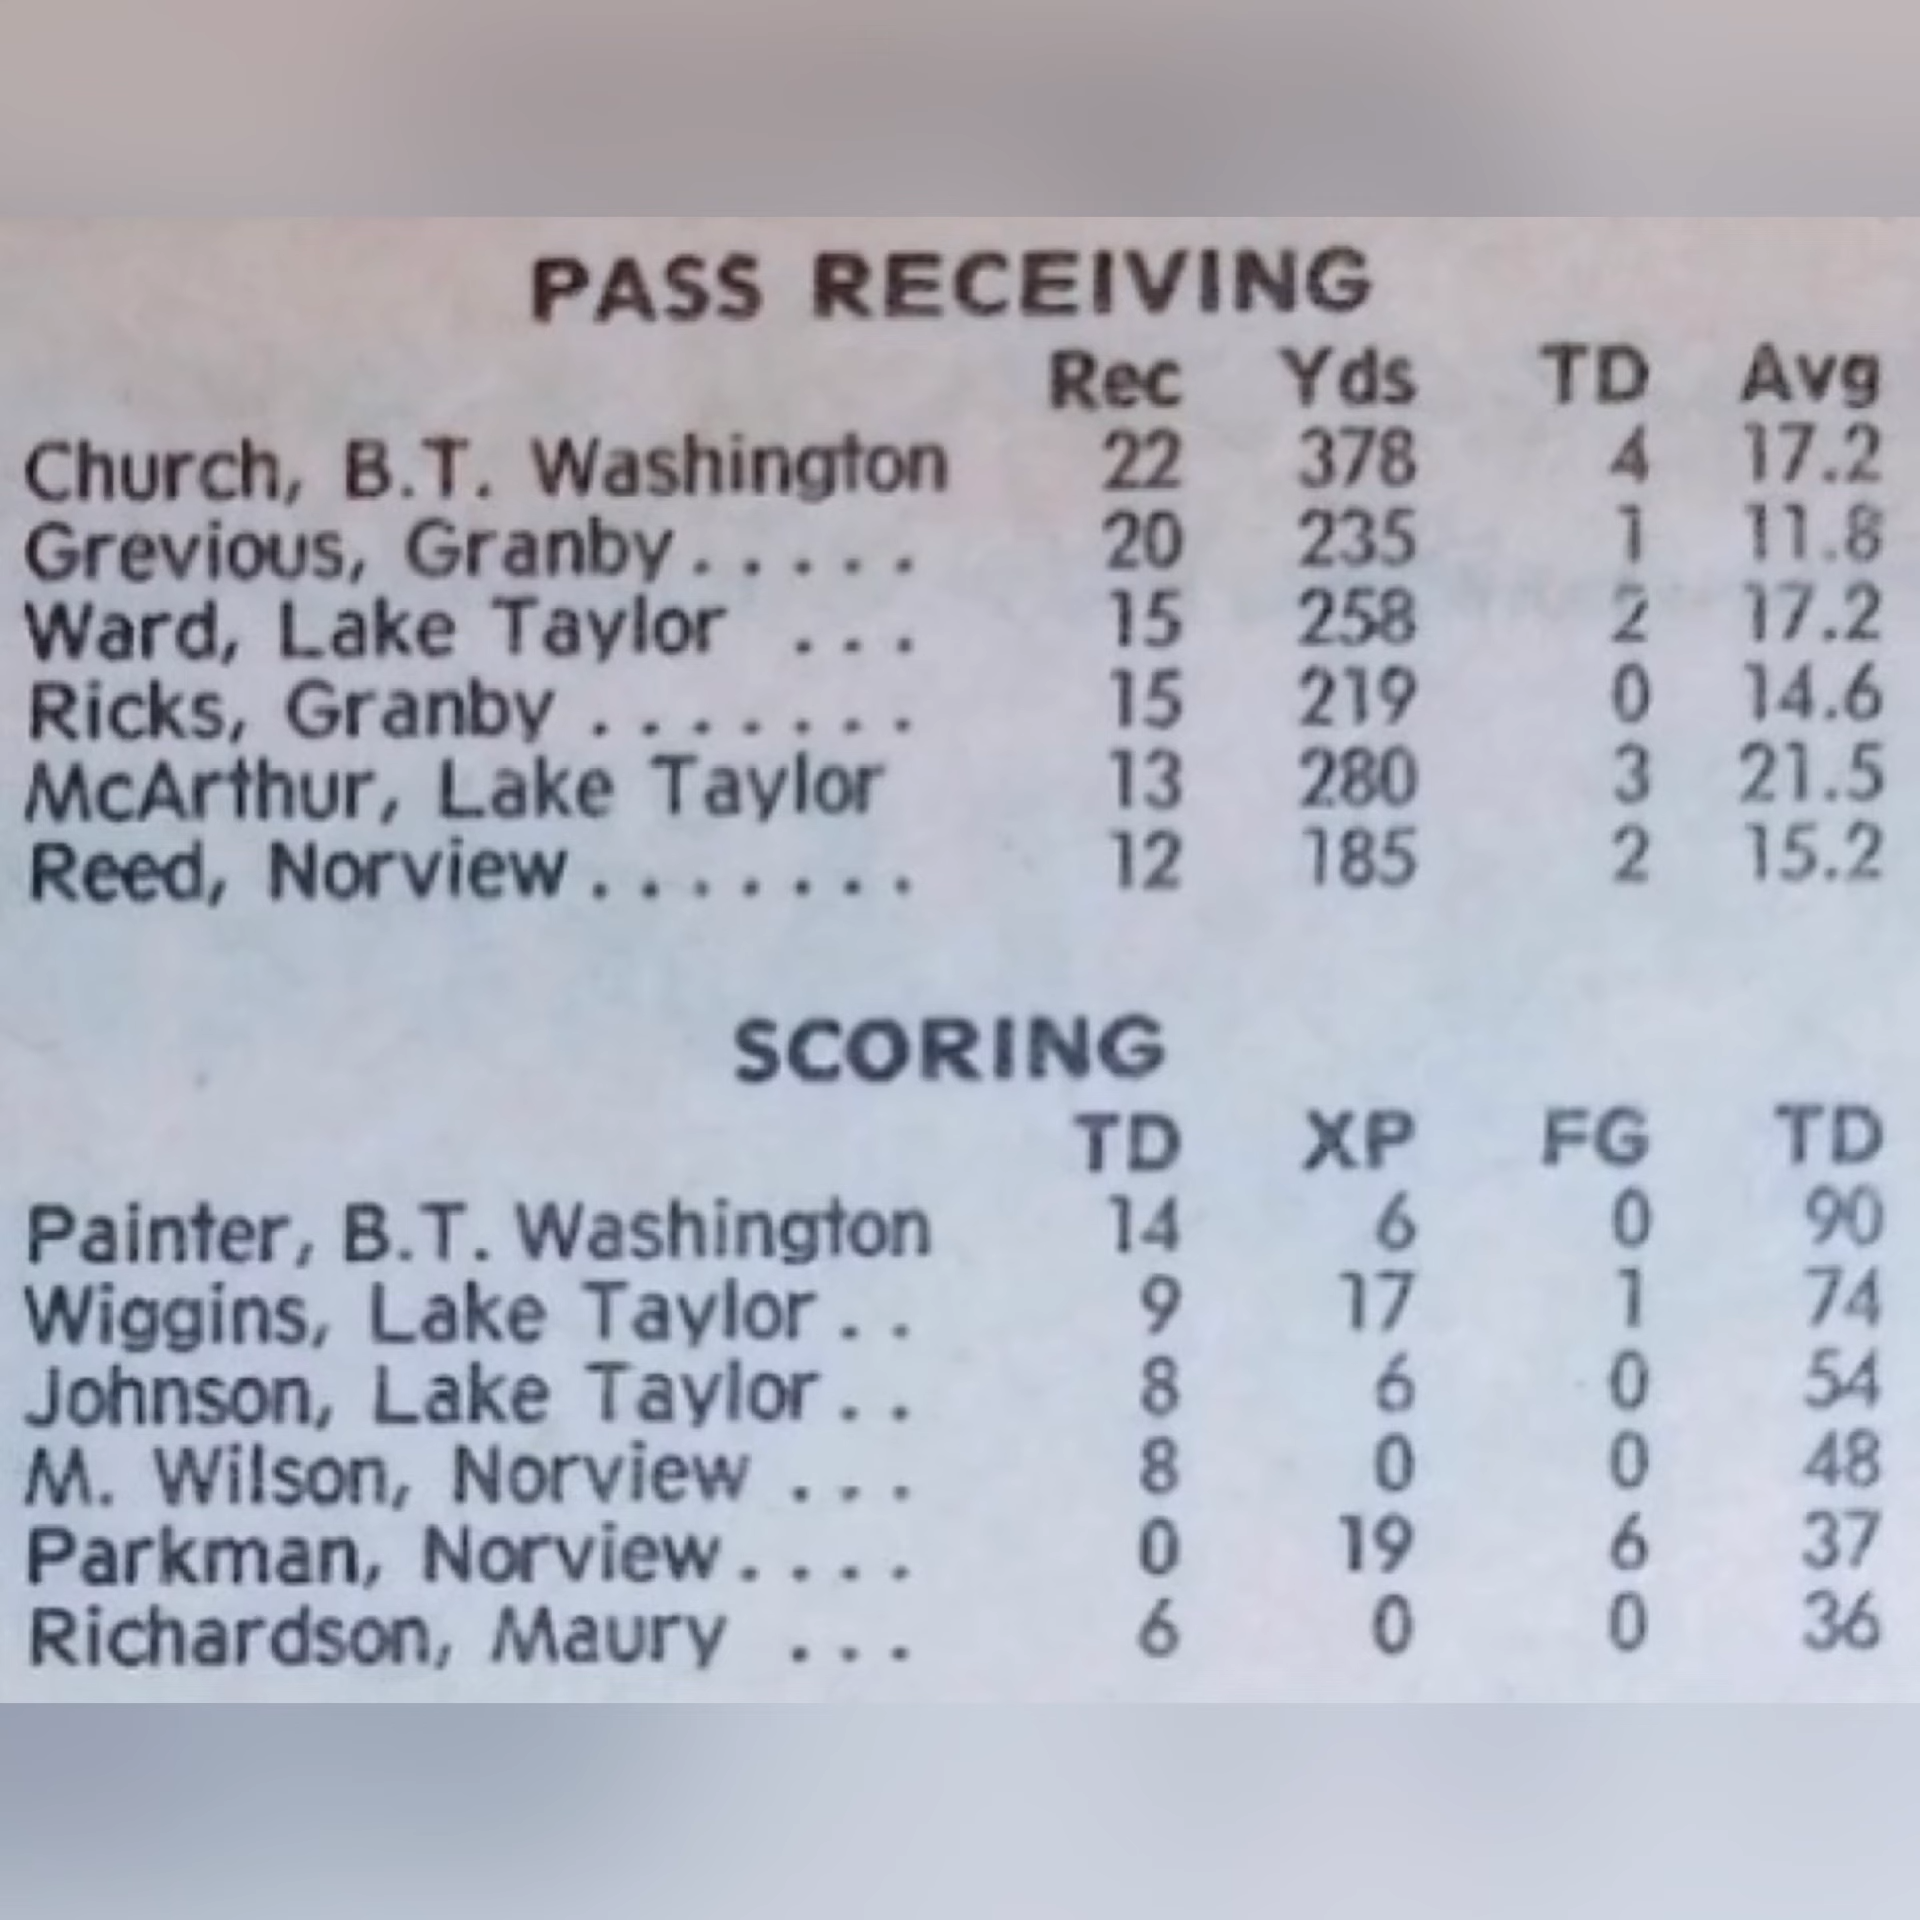 PASS RECEIVING
Rec Yds TD Avg
Church, B.T. Washington 22 378 4 17.2
Grevious, Granby..... 20 235 1 11.8
Ward, Lake Taylor ... 15 258 2 17.2
Ricks, Granby....... 15 219 0 14.6
McArthur, Lake Taylor 13 280 3 21.5
Reed, Norview....... 12 185 2 15.2
SCORING
TD XP FG TD
Painter, B.T. Washington 14 6 0 90
Wiggins, Lake Taylor.. 9 17 1 74
Johnson, Lake Taylor.. 8 6 0 54
M. Wilson, Norview ... 8 0 0 48
Parkman, Norview.... 0 19 6 37
Richardson, Maury ... 6 0 0 36